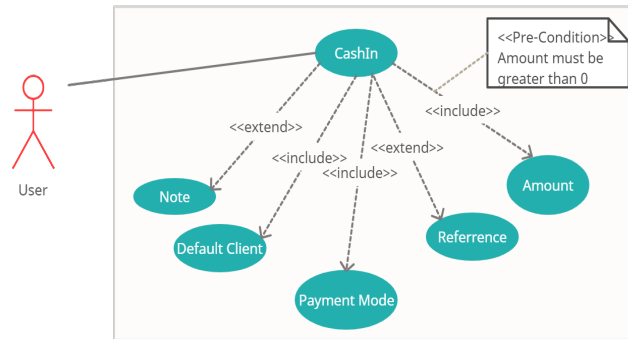 <<Pre-Condition>>
Amount must be
greater than 0
CashIn
<<include>>
<<extend>>
<<extend>>
<<include>>
<<include>>
User
Note
Amount
Default Client
Referrence
Payment Mode